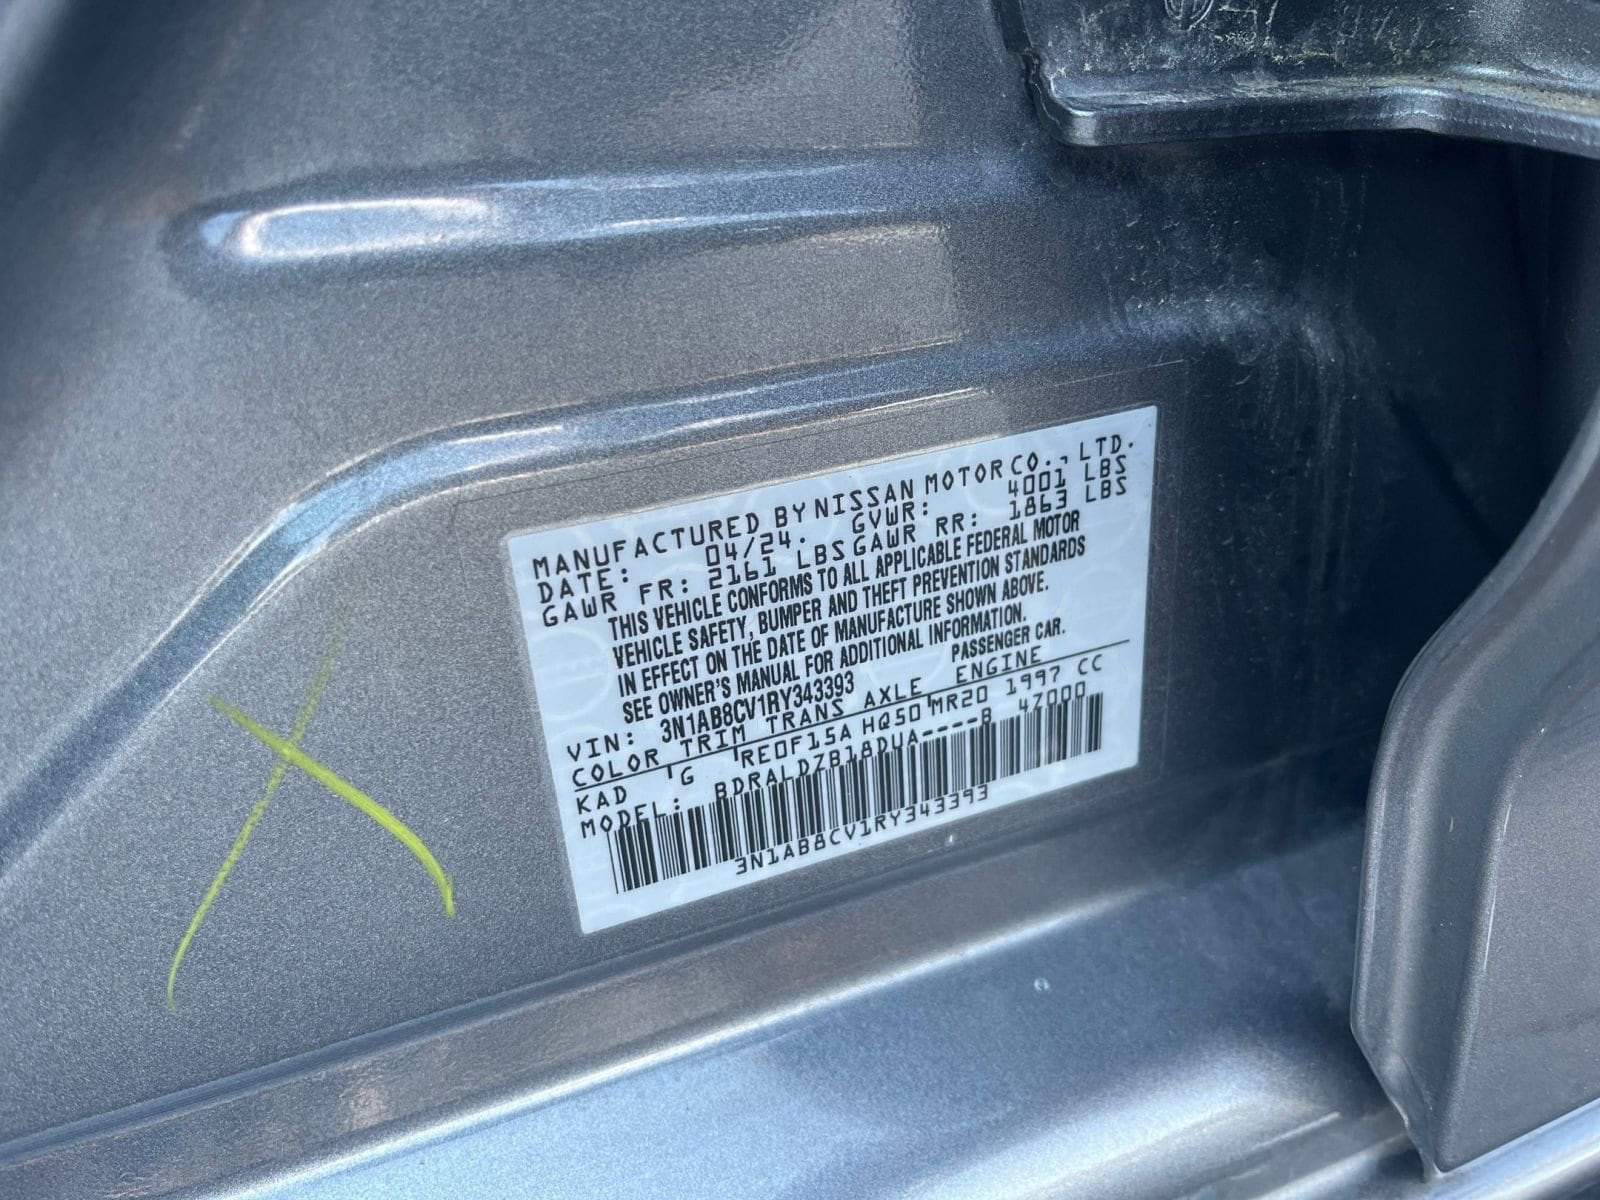 MANUFACTURED BY NISSAN MOTOR CO., LTD.
DATE: 04/24. GVWR: 4001 LBS
GAWR FR: 2161 LBS GAWR RR: 1863 LBS
THIS VEHICLE CONFORMS TO ALL APPLICABLE FEDERAL MOTOR
VEHICLE SAFETY, BUMPER AND THEFT PREVENTION STANDARDS
IN EFFECT ON THE DATE OF MANUFACTURE SHOWN ABOVE.
SEE OWNER'S MANUAL FOR ADDITIONAL INFORMATION.
VIN: 3N1AB8CV1RY343393 PASSENGER CAR.
COLOR TRIM TRANS AXLE ENGINE
KAD G RE0F15A HQ50 MR20 1997 CC
MODEL: BDRALDZB18DUA----B 47000
3N1AB8CV1RY343393